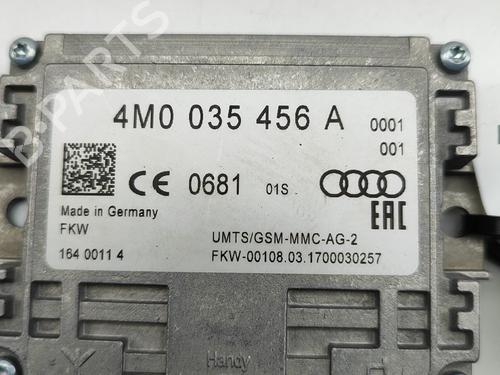 4M0 035 456 A
0001
001
CE 0681 01S
Made in Germany
FKW
EAC
164 0011 4
UMTS/GSM-MMC-AG-2
FKW-00108.03.1700030257
Handy
B-PARTS